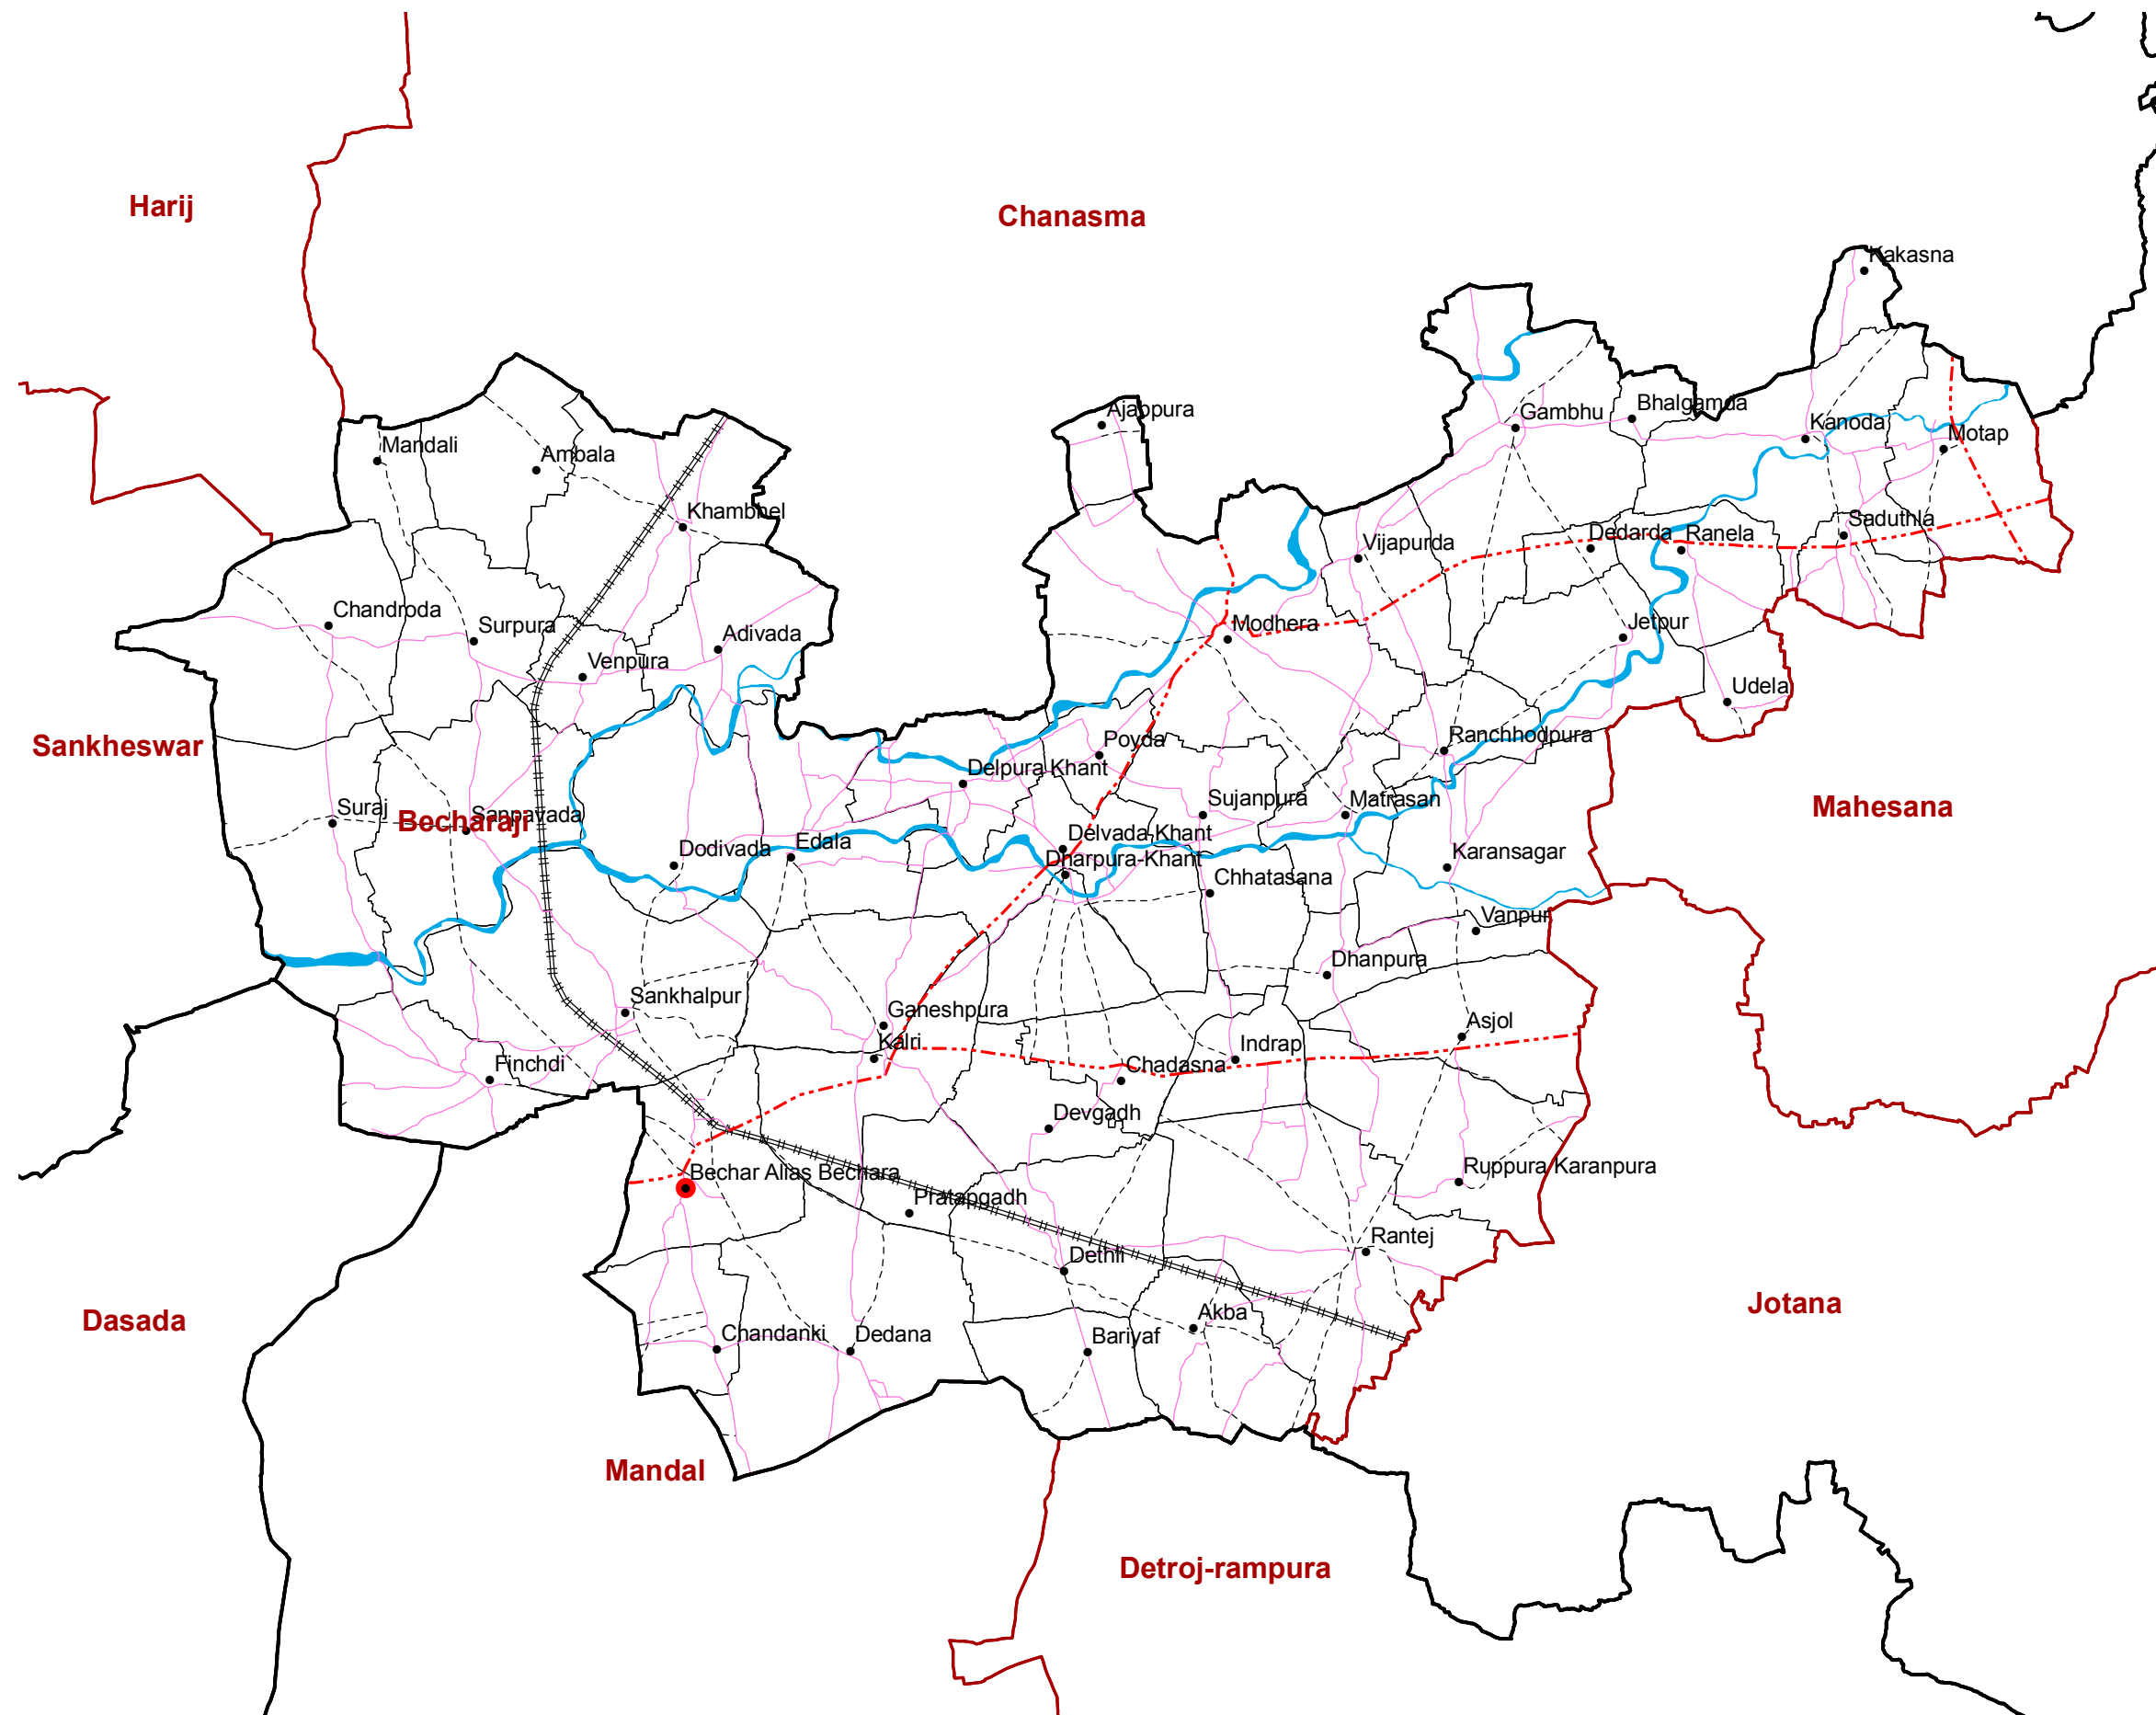 Harij
Chanasma
Kakasna
Ajabpura
Gambhu
Bhalgamda
Kanoda
Motap
Mandali
Ambala
Khambhel
Vijapurda
Dedarda
Ranela
Saduthla
Chandroda
Surpura
Adivada
Modhera
Jetpur
Venpura
Udela
Sankheswar
Poyda
Ranchhodpura
Delpura Khant
Suraj
Becharaji
Sanpavada
Sujanpura
Matrasan
Mahesana
Dodivada
Edala
Delvada Khant
Dharpura-Khant
Karansagar
Chhatasana
Vanpur
Dhanpura
Sankhalpur
Ganeshpura
Asjol
Kalri
Indrap
Finchdi
Chadasna
Devgadh
Bechar Alias Bechara
Ruppura Karanpura
Pratapgadh
Rantej
Dethli
Dasada
Jotana
Chandanki
Dedana
Bariyaf
Akba
Mandal
Detroj-rampura